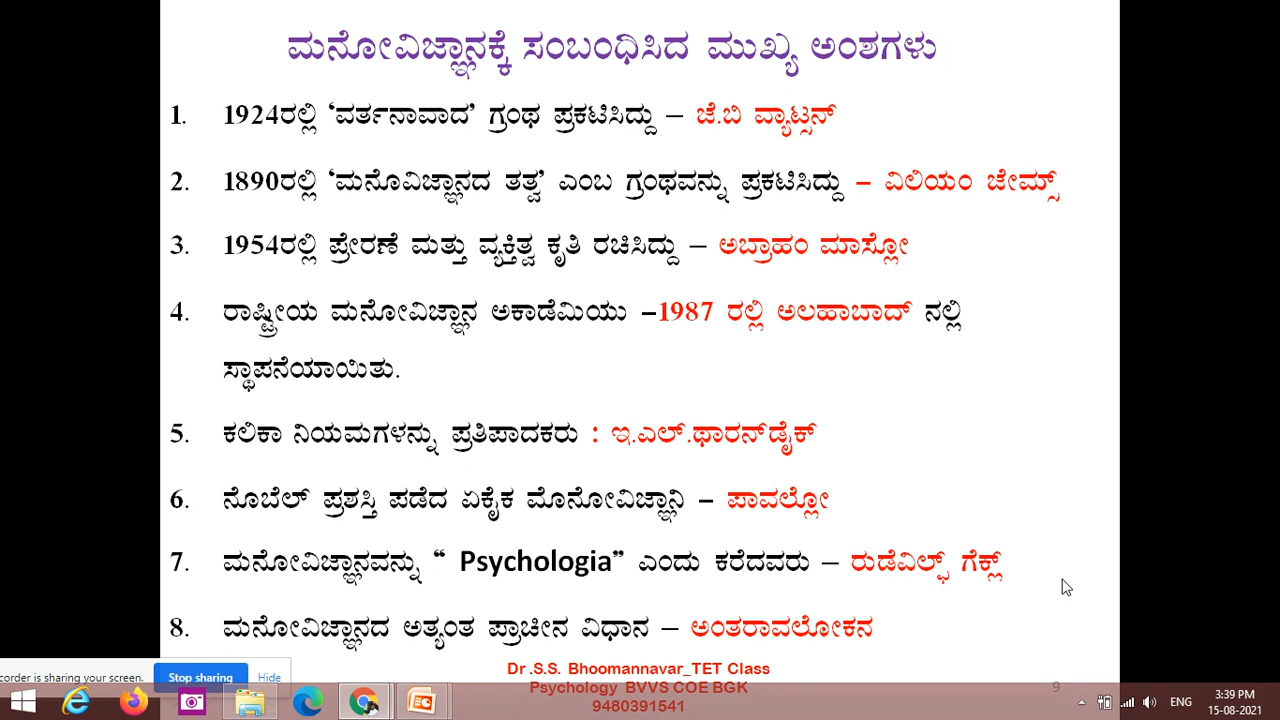 ಮನೋವಿಜ್ಞಾನಕ್ಕೆ ಸಂಬಂಧಿಸಿದ ಮುಖ್ಯ ಅಂಶಗಳು
1. 1924ರಲ್ಲಿ ‘ವರ್ತನಾವಾದ’ ಗ್ರಂಥ ಪ್ರಕಟಿಸಿದ್ದು – ಜೆ.ಬಿ ವ್ಯಾಟ್ಸನ್
2. 1890ರಲ್ಲಿ ‘ಮನೊವಿಜ್ಞಾನದ ತತ್ವ’ ಎಂಬ ಗ್ರಂಥವನ್ನು ಪ್ರಕಟಿಸಿದ್ದು – ವಿಲಿಯಂ ಜೇಮ್ಸ್
3. 1954ರಲ್ಲಿ ಪ್ರೇರಣೆ ಮತ್ತು ವ್ಯಕ್ತಿತ್ವ ಕೃತಿ ರಚಿಸಿದ್ದು – ಅಬ್ರಾಹಂ ಮಾಸ್ಲೋ
4. ರಾಷ್ಟ್ರೀಯ ಮನೋವಿಜ್ಞಾನ ಅಕಾಡೆಮಿಯು –1987 ರಲ್ಲಿ ಅಲಹಾಬಾದ್ ನಲ್ಲಿ
ಸ್ಥಾಪನೆಯಾಯಿತು.
5. ಕಲಿಕಾ ನಿಯಮಗಳನ್ನು ಪ್ರತಿಪಾದಕರು : ಇ.ಎಲ್.ಥಾರನ್‌ಡೈಕ್
6. ನೊಬೆಲ್ ಪ್ರಶಸ್ತಿ ಪಡೆದ ಏಕೈಕ ಮೊನೋವಿಜ್ಞಾನಿ – ಪಾವಲ್ಲೋ
7. ಮನೋವಿಜ್ಞಾನವನ್ನು “ Psychologia” ಎಂದು ಕರೆದವರು – ರುಡೆವಿಲ್ಫ್ ಗೆಕ್ಲ್
8. ಮನೋವಿಜ್ಞಾನದ ಅತ್ಯಂತ ಪ್ರಾಚೀನ ವಿಧಾನ – ಅಂತರಾವಲೋಕನ
Dr .S.S. Bhoomannavar_TET Class
Psychology BVVS COE BGK
9480391541
9
corder is sharing your screen. Stop sharing Hide
ENG
3:39 PM
15-08-2021